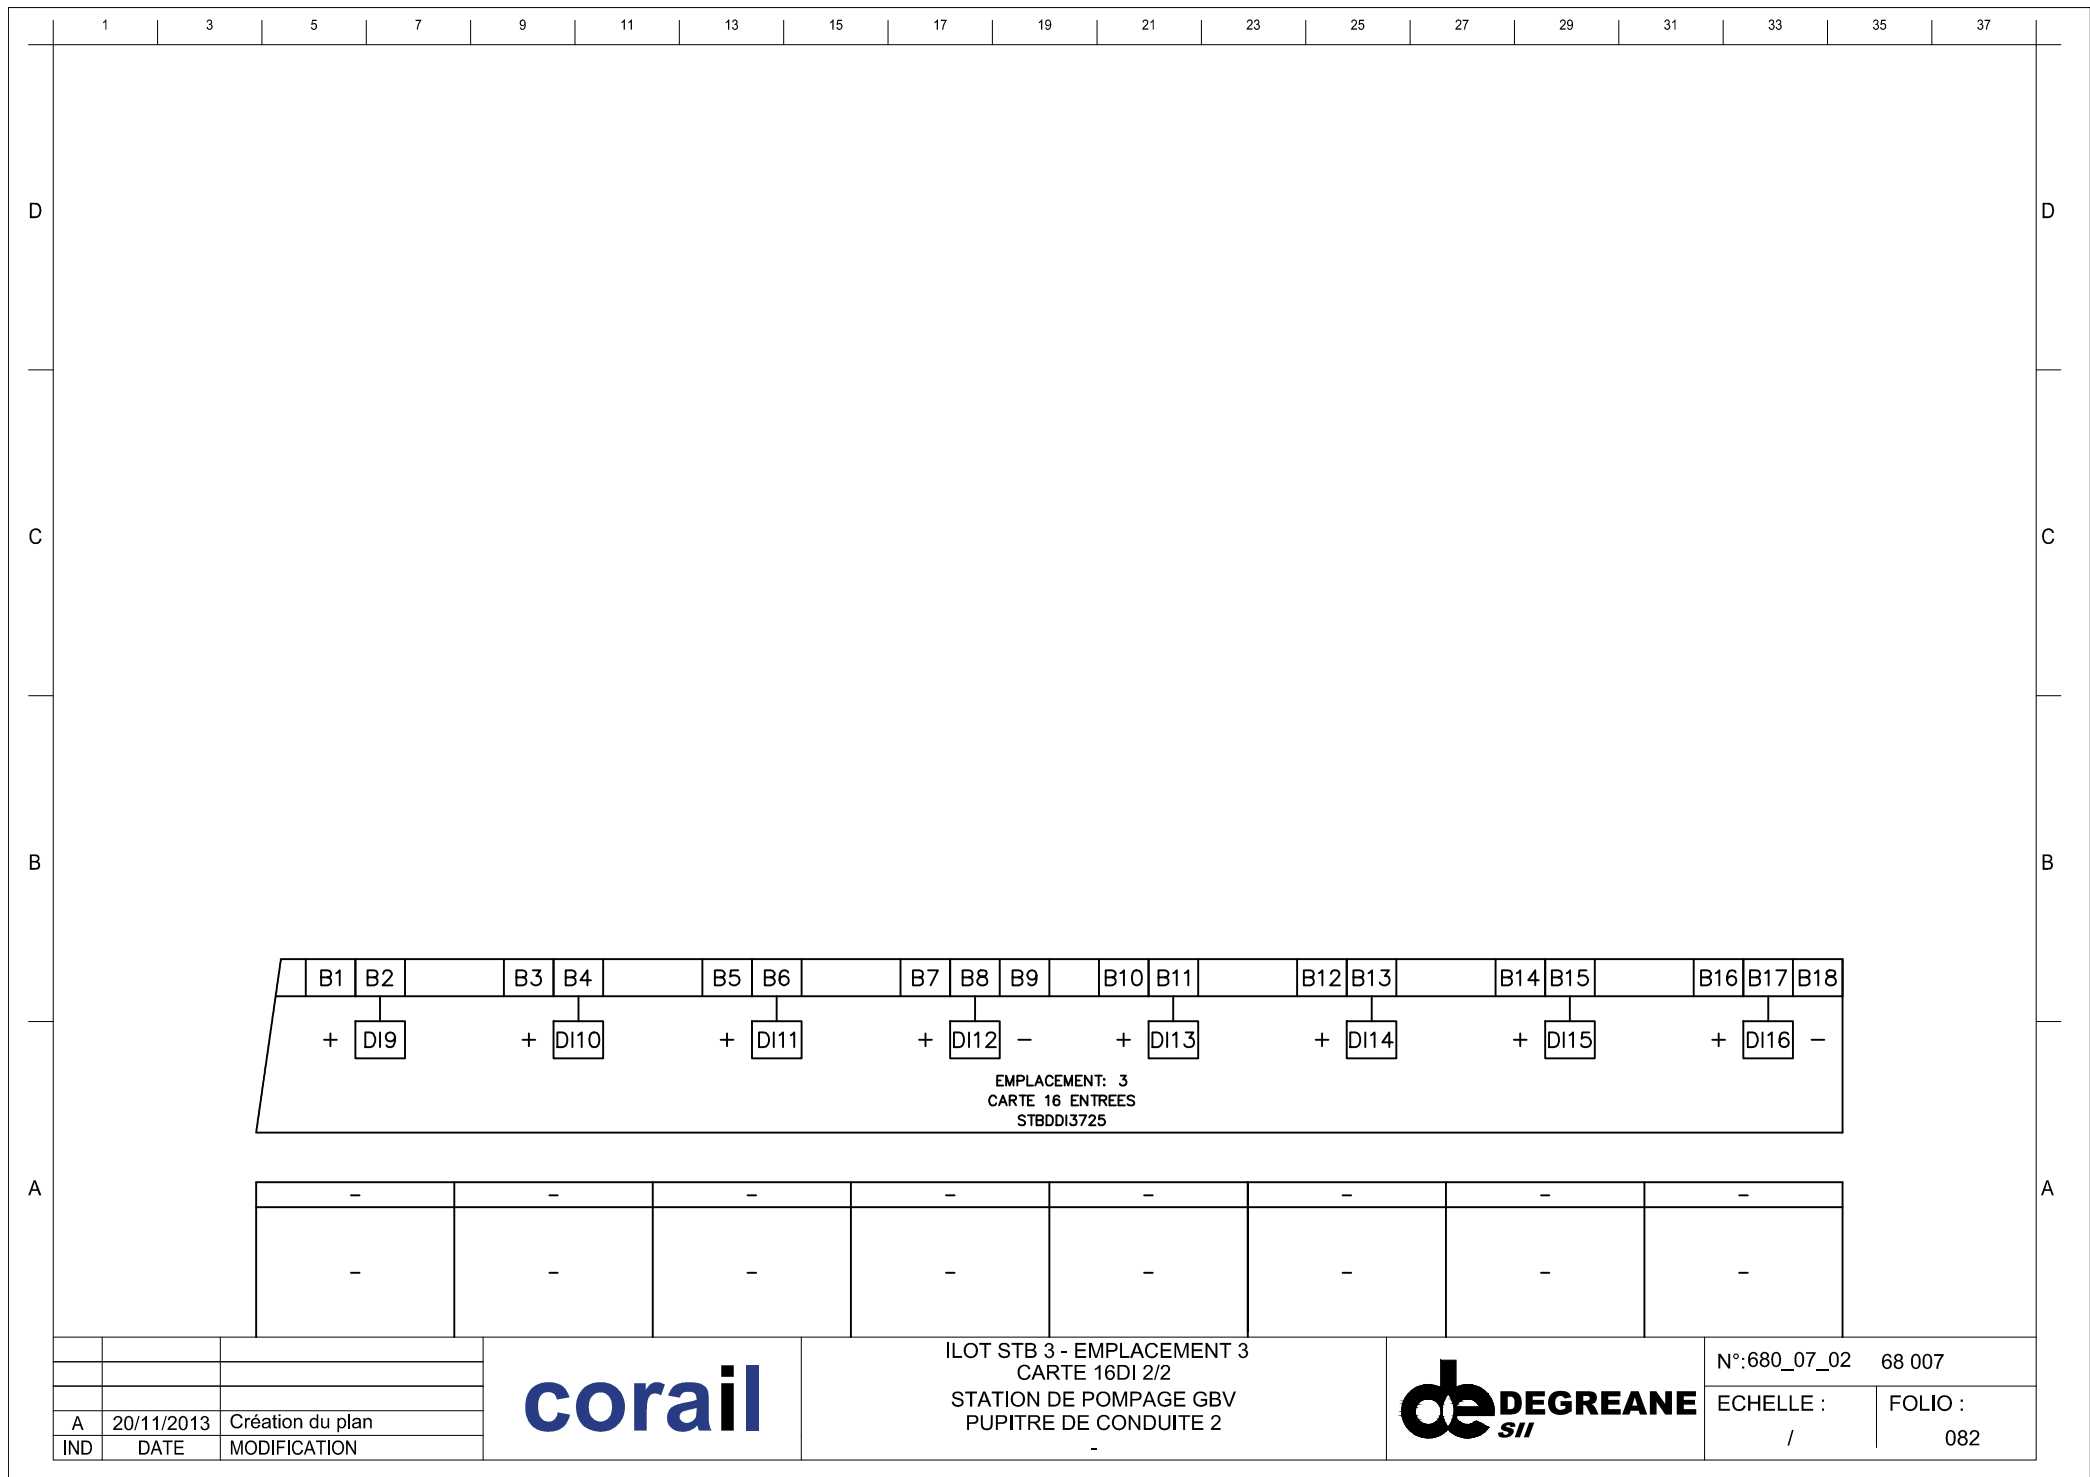 1 3 5 7 9 11 13 15 17 19 21 23 25 27 29 31 33 35 37
D D
C C
B B
B1 B2 B3 B4 B5 B6 B7 B8 B9 B10 B11 B12 B13 B14 B15 B16 B17 B18
+ DI9 + DI10 + DI11 + DI12 - + DI13 + DI14 + DI15 + DI16 -
EMPLACEMENT: 3
CARTE 16 ENTREES
STBDDI3725
A A
- - - - - - - -
- - - - - - - -
A 20/11/2013 Création du plan
IND DATE MODIFICATION
corail
ILOT STB 3 - EMPLACEMENT 3
CARTE 16DI 2/2
STATION DE POMPAGE GBV
PUPITRE DE CONDUITE 2
-
de DEGREANE
SII
N°:680_07_02 68 007
ECHELLE : FOLIO :
/ 082